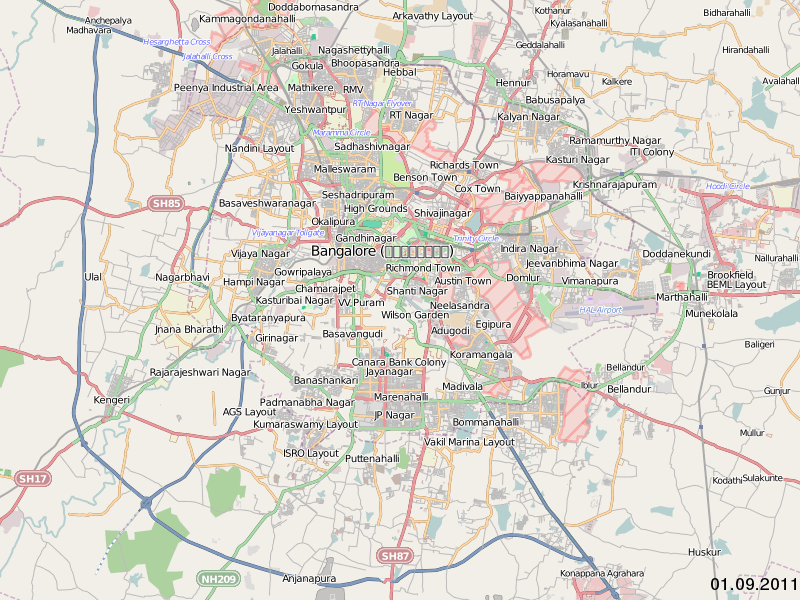 Doddabomasandra
Kothanur
Arkavathy Layout
Bidharahalli
Kammagondanahalli
Anchepalya
Kyalasanahalli
Madhavara
Hesarghetta Cross
Jalahalli
Nagashettyhalli
Geddalahalli
Hirandahalli
Jalahalli Cross
Gokula
Bhoopasandra
Hebbal
Horamavu
Hennur
Kalkere
Avalahalli
Peenya Industrial Area
Mathikere
RMV
Babusapalya
Yeshwantpur
RT Nagar Flyover
RT Nagar
Kalyan Nagar
Maramma Circle
Nandini Layout
Sadhashivnagar
Ramamurthy Nagar
ITI Colony
Kasturi Nagar
Malleswaram
Richards Town
Benson Town
Cox Town
Krishnarajapuram
Hoodi Circle
Seshadripuram
Baiyyappanahalli
SH85
Basaveshwaranagar
High Grounds
Shivajinagar
Okalipura
Vijayanagar Tollgate
Gandhinagar
Trinity Circle
Vijaya Nagar
Bangalore (▯▯▯▯▯▯▯▯)
Indira Nagar
Doddanekundi
Nallurahalli
Ulal
Nagarbhavi
Gowripalaya
Richmond Town
Jeevanbhima Nagar
Brookfield
Hampi Nagar
Chamarajpet
Shanti Nagar
Austin Town
Domlur
Vimanapura
BEML Layout
Kasturibai Nagar
VV.Puram
Neelasandra
Marthahalli
Byatarayanpura
Wilson Garden
HAL Airport
Munekolala
Jnana Bharathi
Girinagar
Basavangudi
Adugodi
Egipura
Baligeri
Koramangala
Canara Bank Colony
Rajarajeshwari Nagar
Jayanagar
Bellandur
Banashankari
Madivala
Iblur
Bellandur
Gunjur
Kengeri
Padmanabha Nagar
Marenahalli
AGS Layout
JP Nagar
Kumaraswamy Layout
Bommanahalli
Mullur
Vakil Marina Layout
ISRO Layout
Puttenahalli
SH17
Kodathi
Sulakunte
SH87
Huskur
NH209
Anjanapura
Konappana Agrahara
01.09.2011